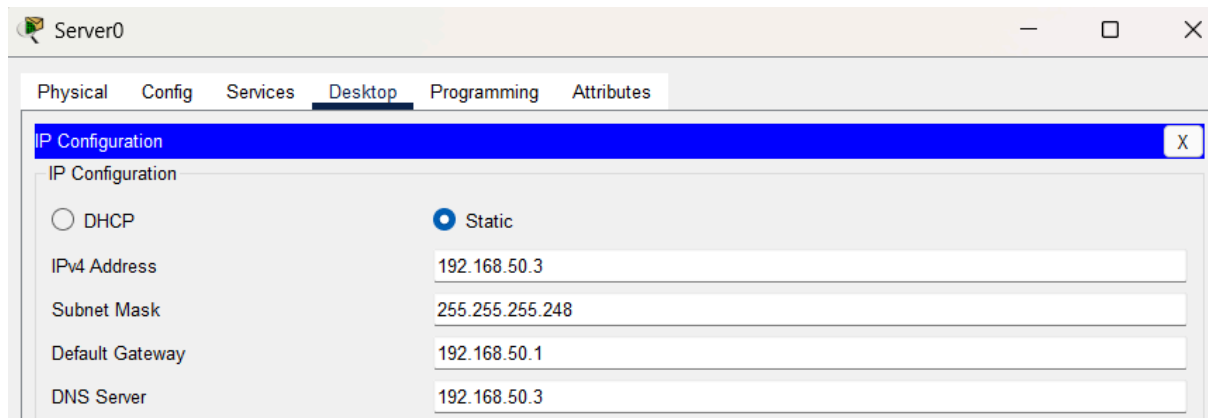 Server0
Physical Config Services Desktop Programming Attributes
IP Configuration X
IP Configuration
DHCP Static
IPv4 Address 192.168.50.3
Subnet Mask 255.255.255.248
Default Gateway 192.168.50.1
DNS Server 192.168.50.3